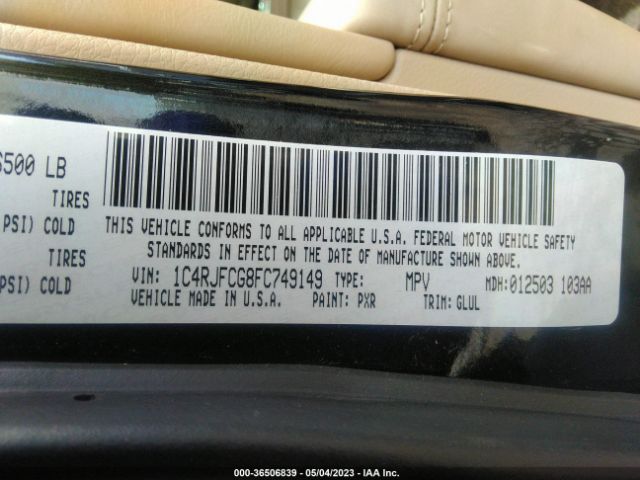 6500 LB
TIRES
PSI) COLD
TIRES
PSI) COLD
THIS VEHICLE CONFORMS TO ALL APPLICABLE U.S.A. FEDERAL MOTOR VEHICLE SAFETY
STANDARDS IN EFFECT ON THE DATE OF MANUFACTURE SHOWN ABOVE.
VIN: 1C4RJFCG8FC749149 TYPE: MPV MDH:012503 103AA
VEHICLE MADE IN U.S.A. PAINT: PXR TRIM: GLUL
© 36506839 - 05/04/2023 - IAA Inc.